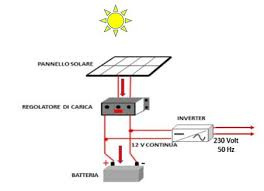 PANNELLO SOLARE
REGOLATORE DI CARICA
INVERTER
12 V CONTINUA
230 Volt
50 Hz
+
-
BATTERIA